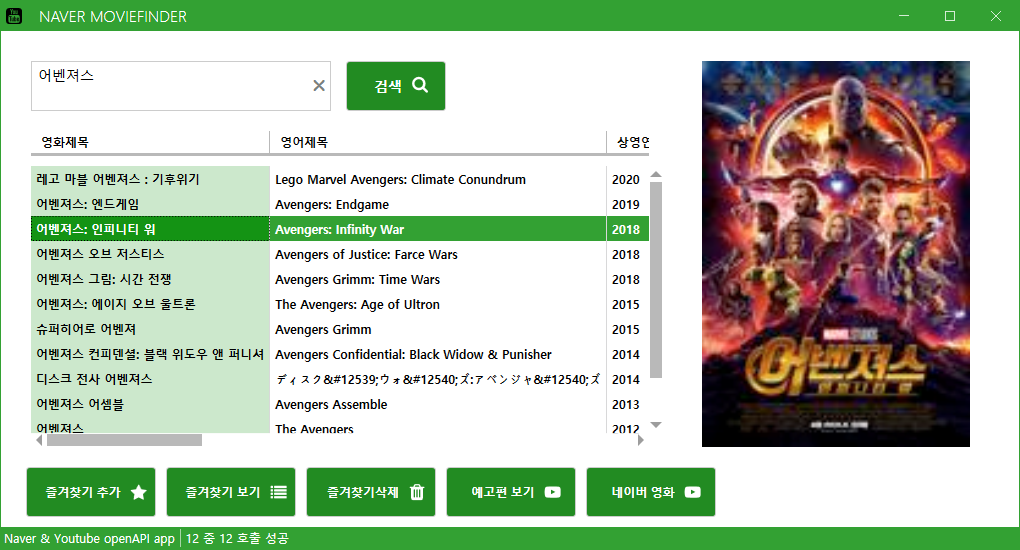 You Tube
NAVER MOVIEFINDER
어벤져스
검색
영화제목 영어제목 상영연
레고 마블 어벤져스 : 기후위기 Lego Marvel Avengers: Climate Conundrum 2020
어벤져스: 엔드게임 Avengers: Endgame 2019
어벤져스: 인피니티 워 Avengers: Infinity War 2018
어벤져스 오브 저스티스 Avengers of Justice: Farce Wars 2018
어벤져스 그림: 시간 전쟁 Avengers Grimm: Time Wars 2018
어벤져스: 에이지 오브 울트론 The Avengers: Age of Ultron 2015
슈퍼히어로 어벤져 Avengers Grimm 2015
어벤져스 컨피덴셜: 블랙 위도우 앤 퍼니셔 Avengers Confidential: Black Widow & Punisher 2014
디스크 전사 어벤져스 ディスク&#12539;ウォ&#12540;ズ:アベンジャ&#12540;ズ 2014
어벤져스 어셈블 Avengers Assemble 2013
어벤져스 The Avengers 2012
MARVEL STUDIOS
어벤져스
인피니티 워
즐겨찾기 추가 즐겨찾기 보기 즐겨찾기삭제 예고편 보기 네이버 영화
Naver & Youtube openAPI app 12 중 12 호출 성공